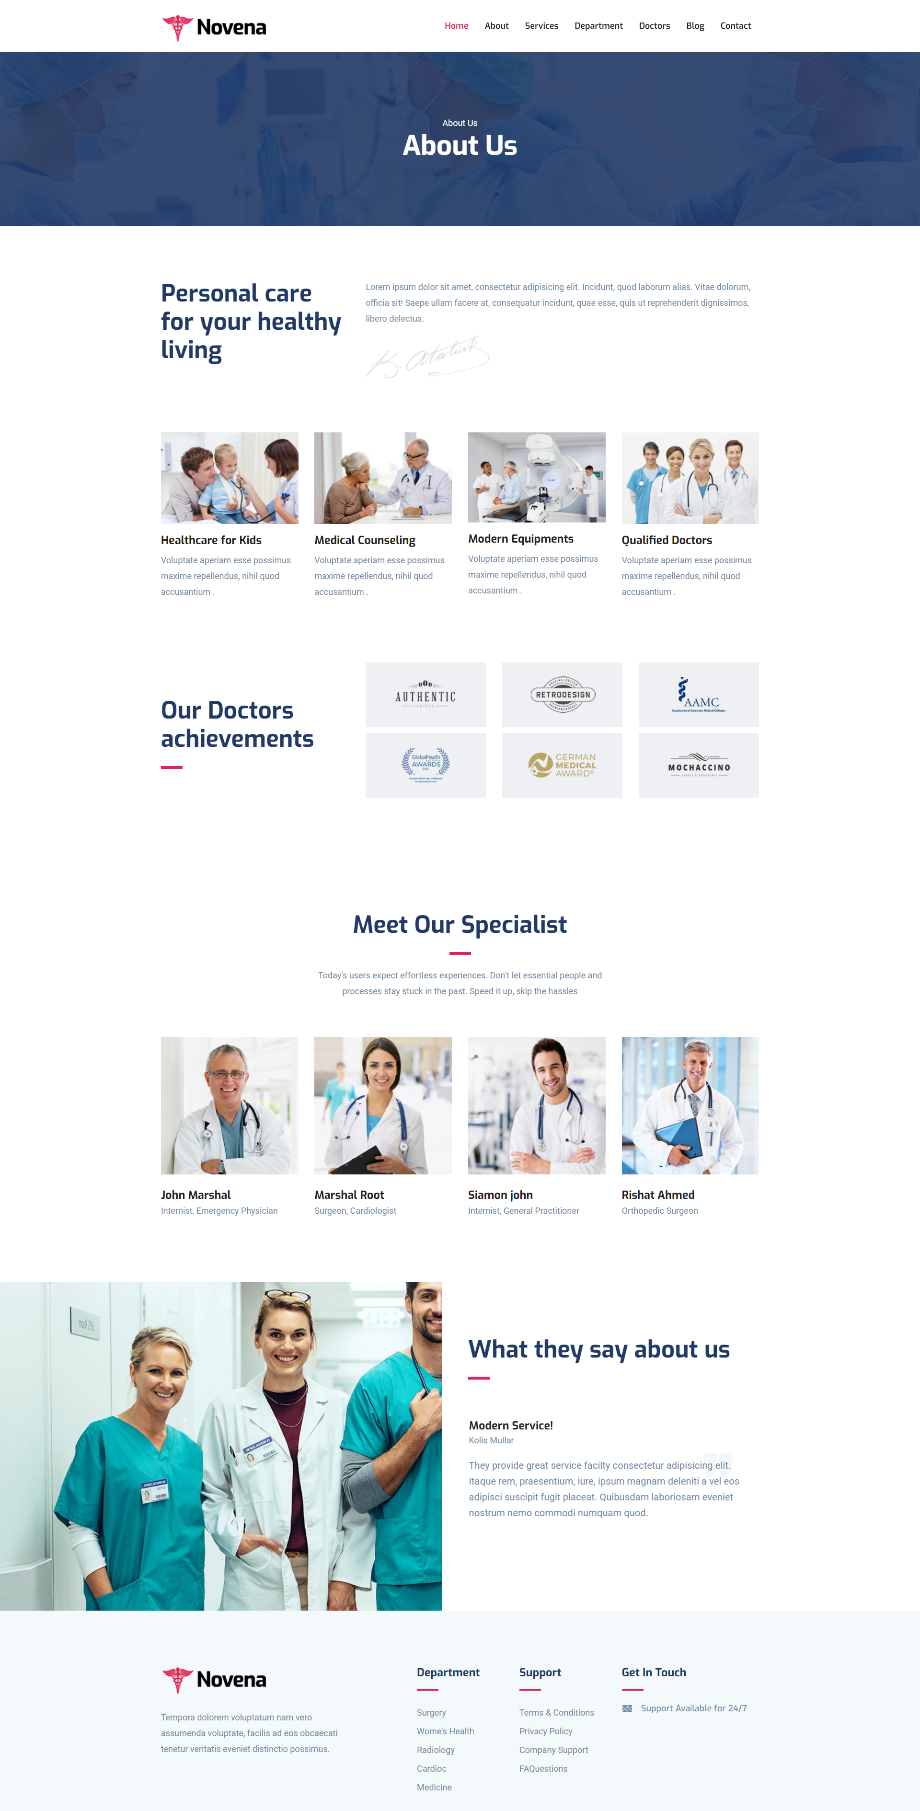 Novena
Home About Services Department Doctors Blog Contact
About Us
About Us
Personal care
for your healthy
living
Lorem ipsum dolor sit amet, consectetur adipisicing elit. Incidunt, quod laborum alias. Vitae dolorum,
officia sit! Saepe ullam facere at, consequatur incidunt, quae esse, quis ut reprehenderit dignissimos,
libero delectus.
Healthcare for Kids
Voluptate aperiam esse possimus
maxime repellendus, nihil quod
accusantium .
Medical Counseling
Voluptate aperiam esse possimus
maxime repellendus, nihil quod
accusantium .
Modern Equipments
Voluptate aperiam esse possimus
maxime repellendus, nihil quod
accusantium .
Qualified Doctors
Voluptate aperiam esse possimus
maxime repellendus, nihil quod
accusantium .
Our Doctors
achievements
AUTHENTIC
RETRODESIGN
AAMC
Association of American Medical Colleges
GlobalHealth
AWARDS
GERMAN
MEDICAL
AWARD®
MOCHACCINO
Meet Our Specialist
Today's users expect effortless experiences. Don't let essential people and
processes stay stuck in the past. Speed it up, skip the hassles
John Marshal
Internist, Emergency Physician
Marshal Root
Surgeon, Cardiologist
Siamon john
Internist, General Practitioner
Rishat Ahmed
Orthopedic Surgeon
What they say about us
Modern Service!
Kolis Mullar
They provide great service facilty consectetur adipisicing elit.
Itaque rem, praesentium, iure, ipsum magnam deleniti a vel eos
adipisci suscipit fugit placeat. Quibusdam laboriosam eveniet
nostrum nemo commodi numquam quod.
Novena
Tempora dolorem voluptatum nam vero
assumenda voluptate, facilis ad eos obcaecati
tenetur veritatis eveniet distinctio possimus.
Department
Surgery
Wome's Health
Radiology
Cardioc
Medicine
Support
Terms & Conditions
Privacy Policy
Company Support
FAQuestions
Get In Touch
Support Available for 24/7